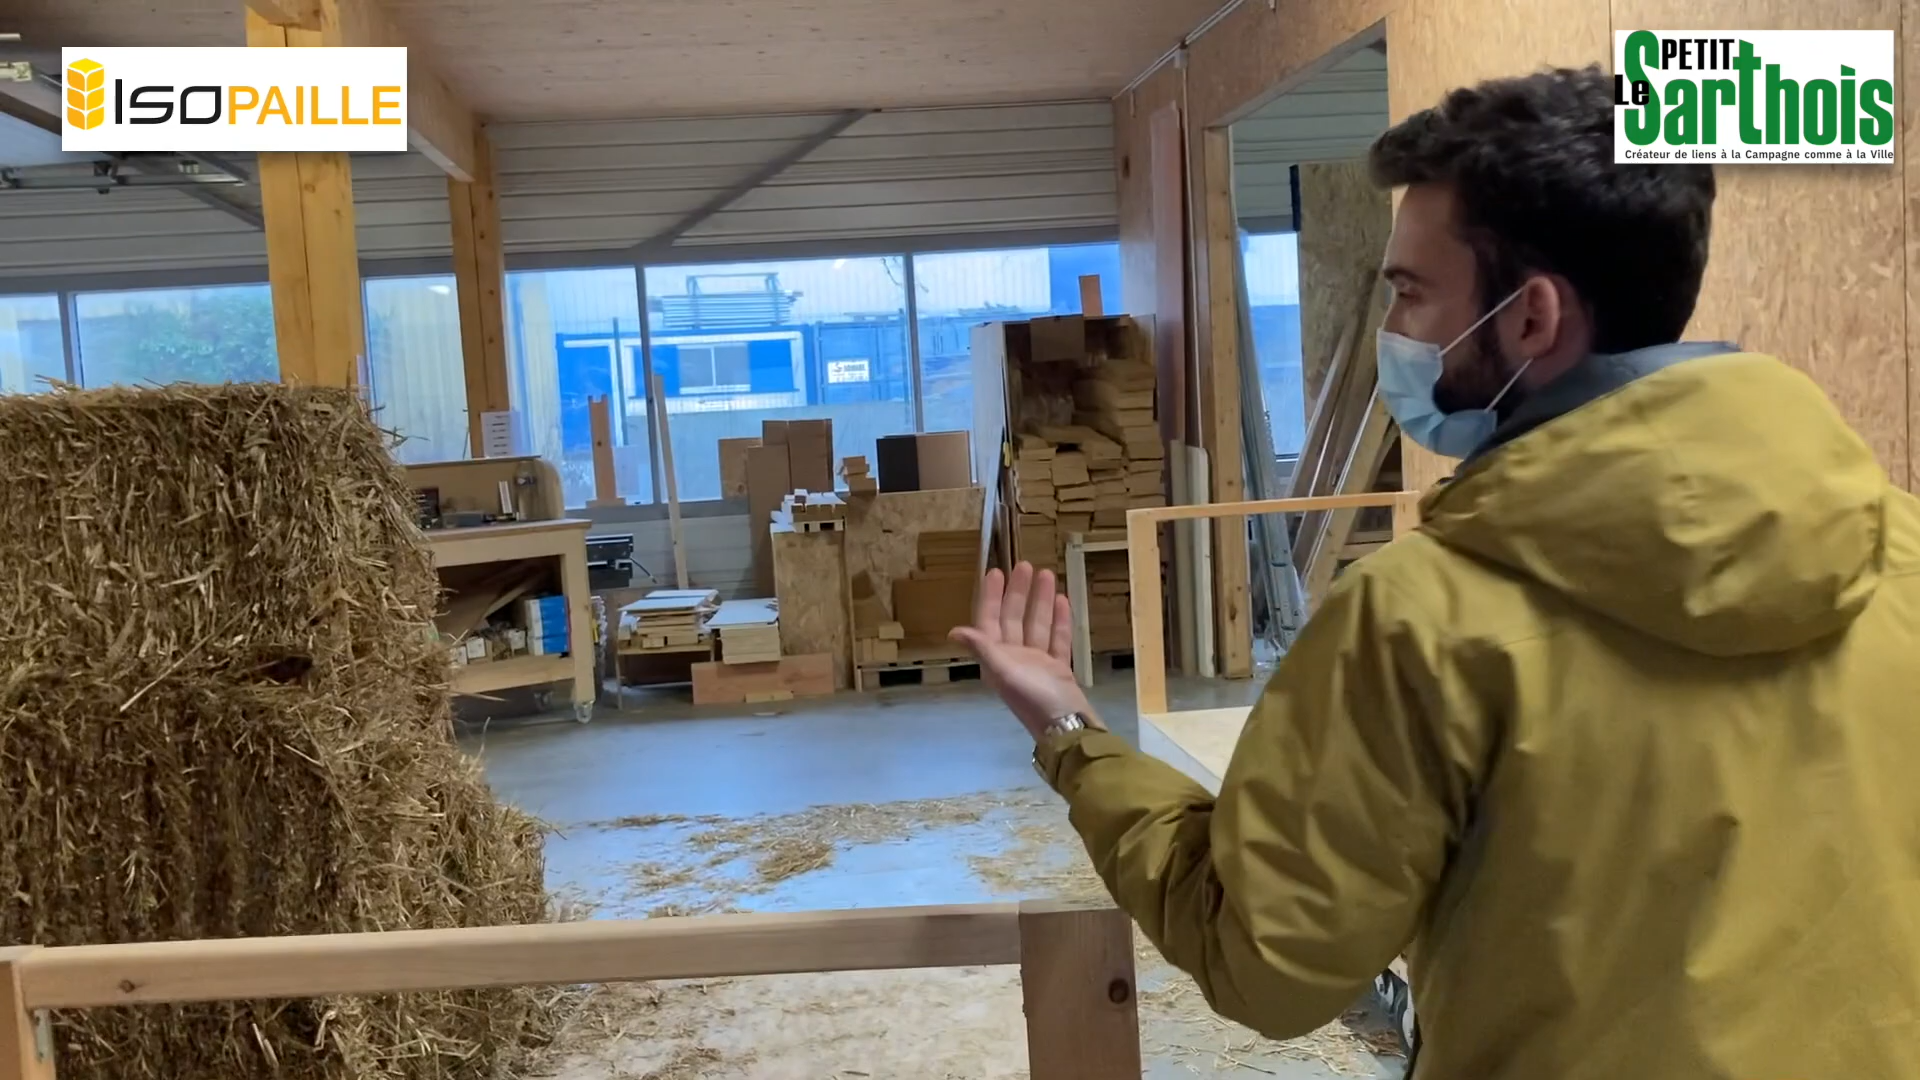 ISOPAILLE
Le PETIT Sarthois
Créateur de liens à la Campagne comme à la Ville